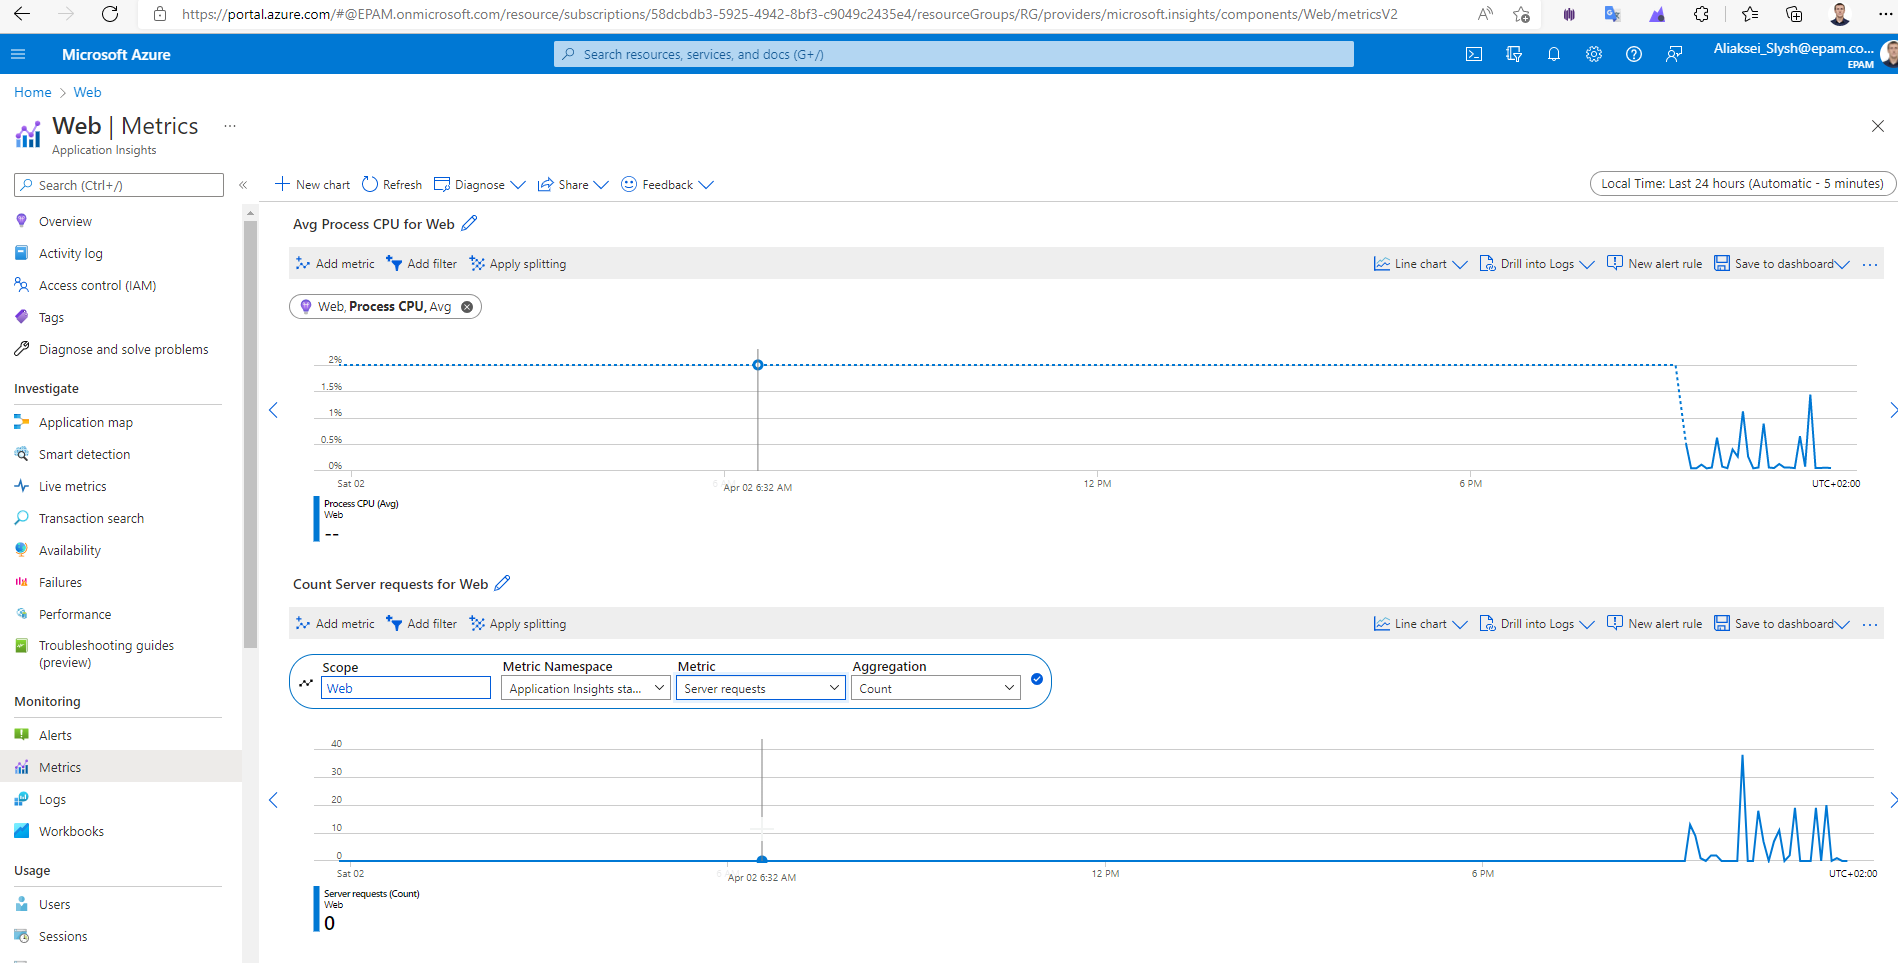 https://portal.azure.com/#@EPAM.onmicrosoft.com/resource/subscriptions/58dcbdb3-5925-4942-8bf3-c9049c2435e4/resourceGroups/RG/providers/microsoft.insights/components/Web/metricsV2
Microsoft Azure
Search resources, services, and docs (G+/)
Aliaksei_Slysh@epam.co...
EPAM
Home > Web
Web | Metrics ...
Application Insights
Search (Ctrl+/)
«
Overview
Activity log
Access control (IAM)
Tags
Diagnose and solve problems
Investigate
Application map
Smart detection
Live metrics
Transaction search
Availability
Failures
Performance
Troubleshooting guides
(preview)
Monitoring
Alerts
Metrics
Logs
Workbooks
Usage
Users
Sessions
New chart Refresh Diagnose Share Feedback
Local Time: Last 24 hours (Automatic - 5 minutes)
Avg Process CPU for Web
Add metric Add filter Apply splitting
Line chart Drill into Logs New alert rule Save to dashboard ...
Web, Process CPU, Avg
2%
1.5%
1%
0.5%
0%
Sat 02 Apr 02 6:32 AM 12 PM 6 PM UTC+02:00
Process CPU (Avg)
Web
--
Count Server requests for Web
Add metric Add filter Apply splitting
Line chart Drill into Logs New alert rule Save to dashboard ...
Scope Metric Namespace Metric Aggregation
Web Application Insights sta... Server requests Count
40
30
20
10
0
Sat 02 Apr 02 6:32 AM 12 PM 6 PM UTC+02:00
Server requests (Count)
Web
0